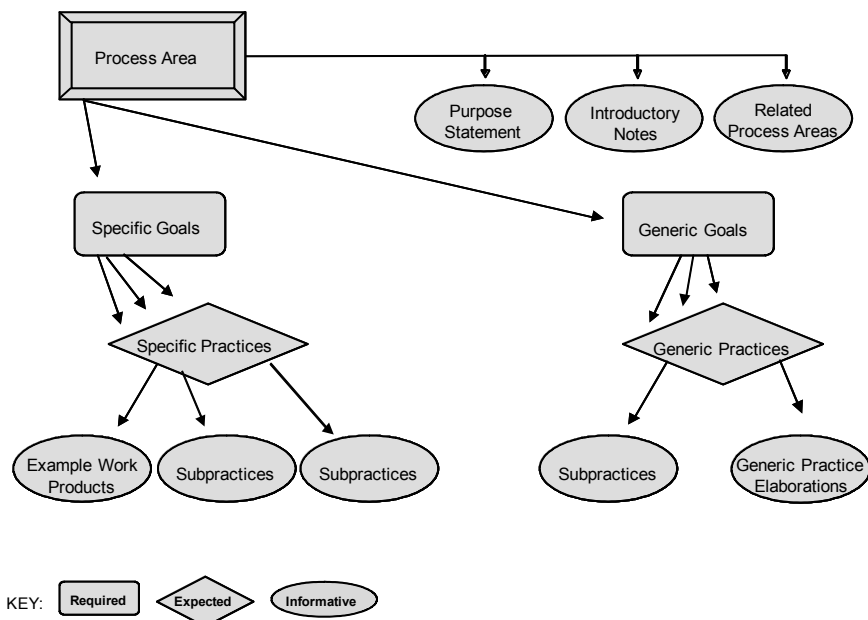 Process Area
Purpose
Statement
Introductory
Notes
Related
Process Areas
Specific Goals
Generic Goals
Specific Practices
Generic Practices
Example Work
Products
Subpractices
Subpractices
Subpractices
Generic Practice
Elaborations
KEY:
Required
Expected
Informative